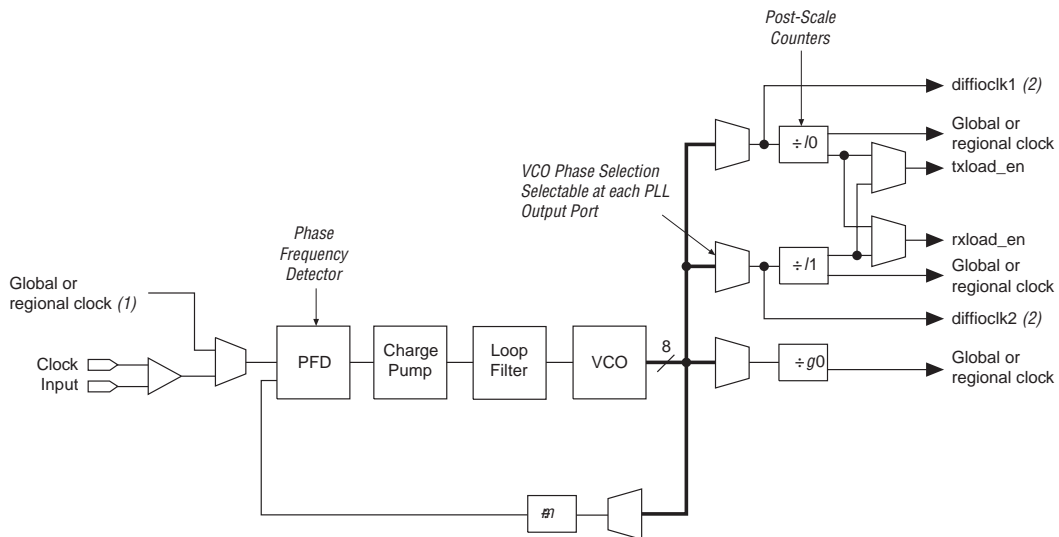 Post-Scale
Counters
diffioclk1 (2)
÷l0
Global or
regional clock
txload_en
VCO Phase Selection
Selectable at each PLL
Output Port
rxload_en
÷l1
Global or
regional clock
diffioclk2 (2)
Phase
Frequency
Detector
Global or
regional clock (1)
Clock
Input
PFD
Charge
Pump
Loop
Filter
VCO
8
÷g0
Global or
regional clock